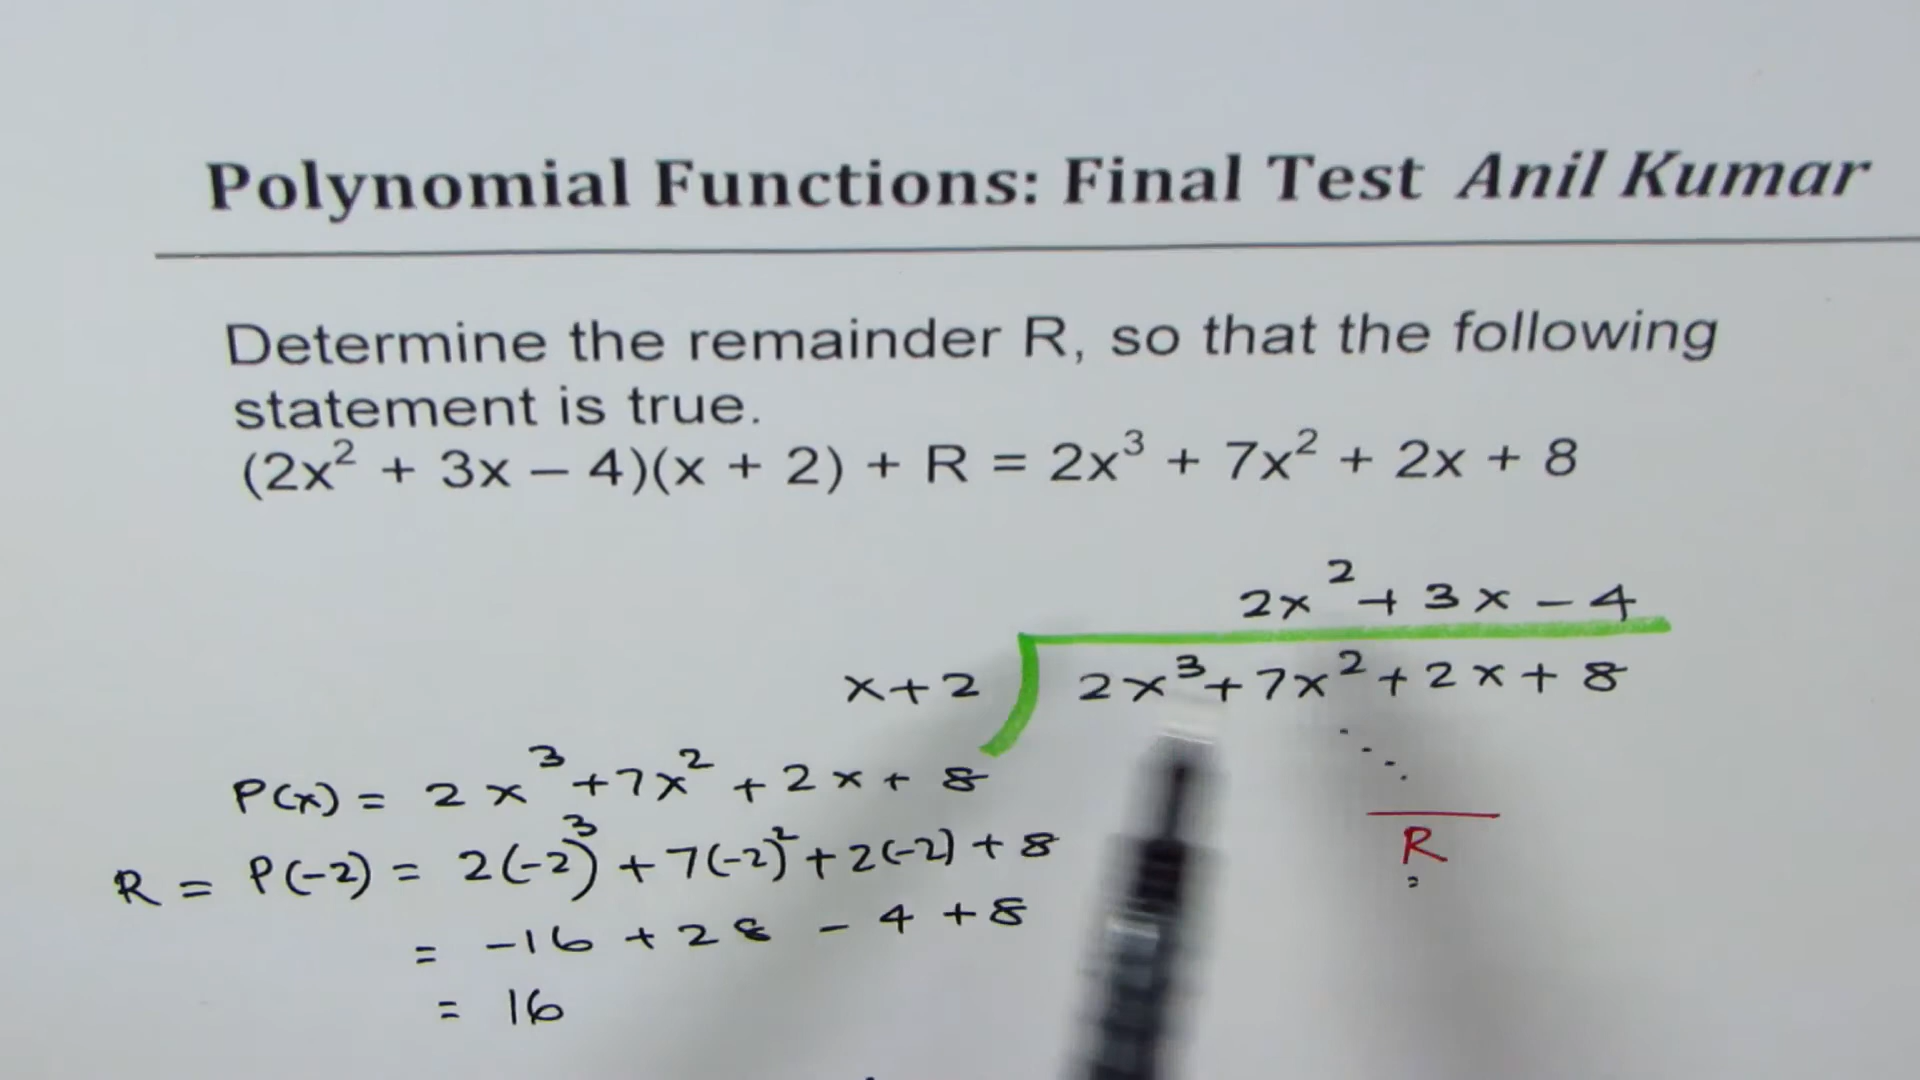 Polynomial Functions: Final Test Anil Kumar
Determine the remainder R, so that the following
statement is true.
(2x² + 3x – 4)(x + 2) + R = 2x³ + 7x² + 2x + 8
2x² + 3x - 4
x+2 ) 2x³ + 7x² + 2x + 8
P(x) = 2x³ + 7x² + 2x + 8
R = P(-2) = 2(-2)³ + 7(-2)² + 2(-2) + 8
R
=
= -16 + 28 - 4 + 8
= 16